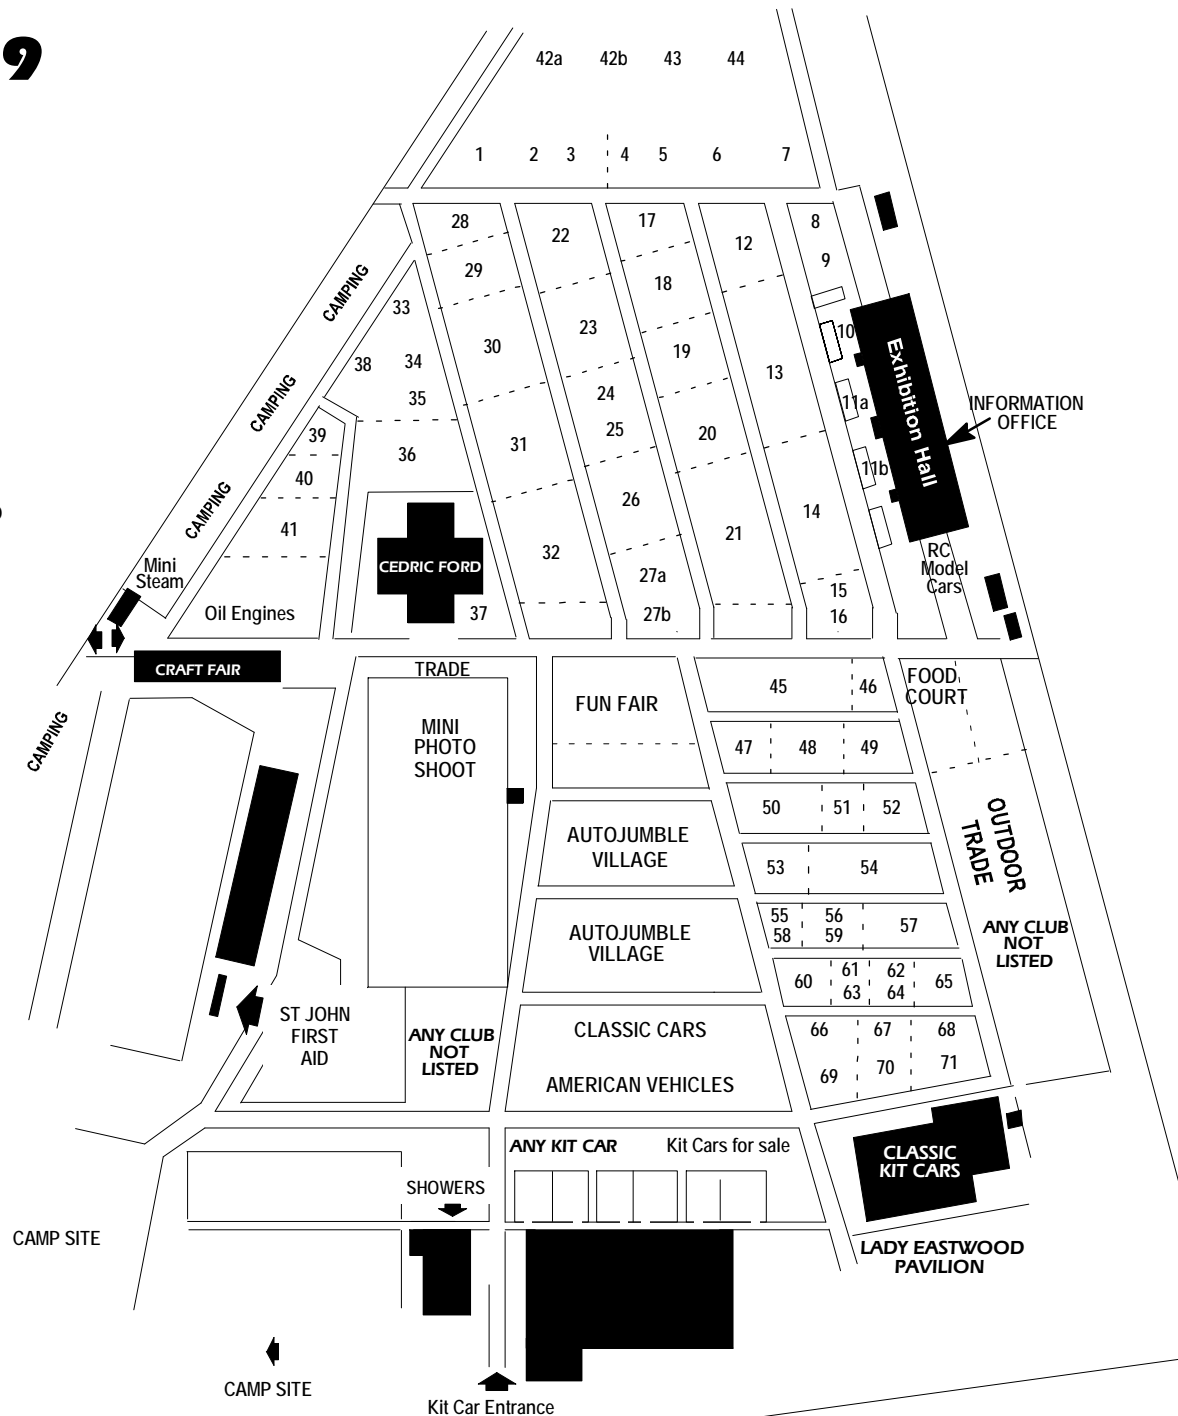 9
42a 42b 43 44
1 2 3 4 5 6 7
28 22 17 12 8
29 18 9
CAMPING
33 30 23 19 13 10
38 34 24
35
CAMPING
Exhibition Hall
11a
INFORMATION
OFFICE
39 36 31 25 20
40 26 14 11b
CAMPING
41 32 21
CEDRIC FORD
Mini
Steam
27a
15
RC
Model
Cars
Oil Engines
37 27b 16
CRAFT FAIR
TRADE
45 46
FOOD
COURT
FUN FAIR
MINI
PHOTO
SHOOT
CAMPING
47 48 49
50 51 52
AUTOJUMBLE
VILLAGE
OUTDOOR
TRADE
53 54
55 56 57
58 59
AUTOJUMBLE
VILLAGE
ANY CLUB
NOT
LISTED
60 61 62 65
63 64
ST JOHN
FIRST
AID
ANY CLUB
NOT
LISTED
CLASSIC CARS
66 67 68
AMERICAN VEHICLES
69 70 71
ANY KIT CAR
Kit Cars for sale
CLASSIC
KIT CARS
SHOWERS
CAMP SITE
LADY EASTWOOD
PAVILION
CAMP SITE
Kit Car Entrance